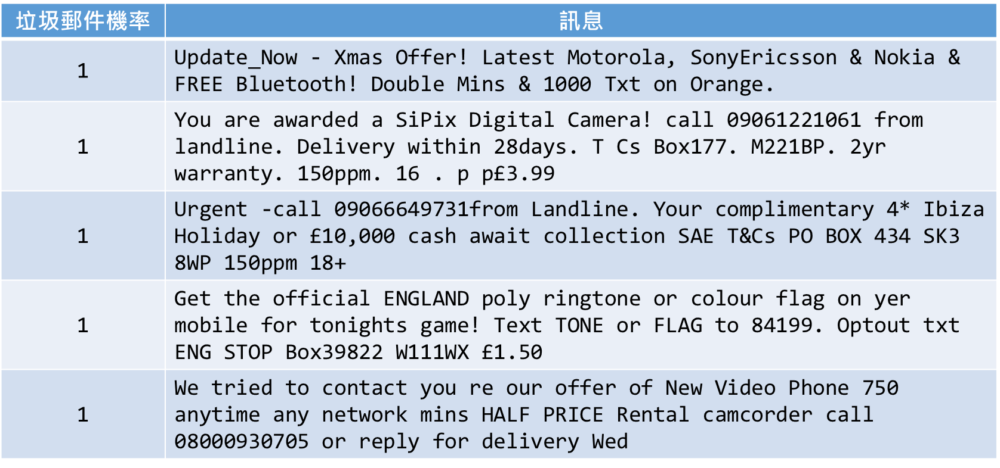 垃圾郵件機率 訊息
1
Update_Now - Xmas Offer! Latest Motorola, SonyEricsson & Nokia &
FREE Bluetooth! Double Mins & 1000 Txt on Orange.
1
You are awarded a SiPix Digital Camera! call 09061221061 from
landline. Delivery within 28days. T Cs Box177. M221BP. 2yr
warranty. 150ppm. 16 . p p£3.99
1
Urgent -call 09066649731from Landline. Your complimentary 4* Ibiza
Holiday or £10,000 cash await collection SAE T&Cs PO BOX 434 SK3
8WP 150ppm 18+
1
Get the official ENGLAND poly ringtone or colour flag on yer
mobile for tonights game! Text TONE or FLAG to 84199. Optout txt
ENG STOP Box39822 W111WX £1.50
1
We tried to contact you re our offer of New Video Phone 750
anytime any network mins HALF PRICE Rental camcorder call
08000930705 or reply for delivery Wed